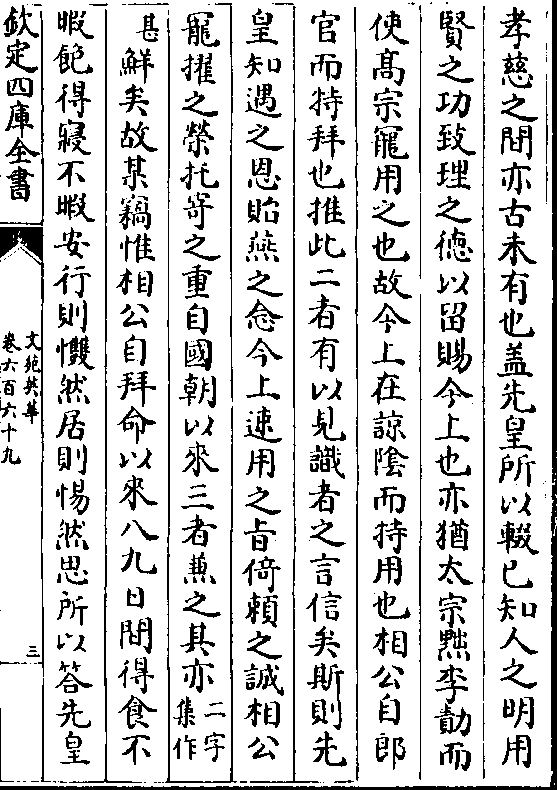 孝慈之間亦古未有也盖先皇所以輟已知人之明用
賢之功致理之德以留賜今上也亦猶太宗黜李勣而
使髙宗寵用之也故今上在諒陰而持用也相公自郎
官而持拜也推此二者有以見識者之言信矣斯則先
皇知遇之恩貽燕之念今上速用之旨倚頼之誠相公
寵擢之榮托寄之重自國朝以來三者兼之其亦二字集作
甚鮮矣故某竊惟相公自拜命以來八九日間得食不
暇飽得寢不暇安行則戄然居則惕然思所以答先皇
欽定四庫全書
文苑英華
卷六百六十九
三